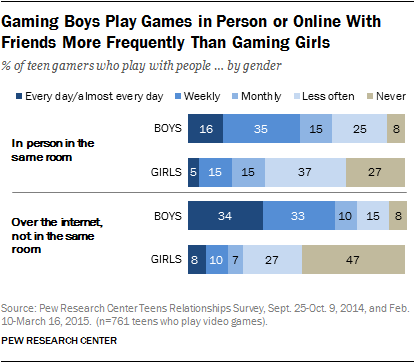 Gaming Boys Play Games in Person or Online With
Friends More Frequently Than Gaming Girls
% of teen gamers who play with people ... by gender
Every day/almost every day Weekly Monthly Less often Never
In person in the
same room
BOYS 16 35 15 25 8
GIRLS 5 15 15 37 27
Over the internet,
not in the same
room
BOYS 34 33 10 15 8
GIRLS 8 10 7 27 47
Source: Pew Research Center Teens Relationships Survey, Sept. 25-Oct. 9, 2014, and Feb.
10-March 16, 2015. (n=761 teens who play video games).
PEW RESEARCH CENTER